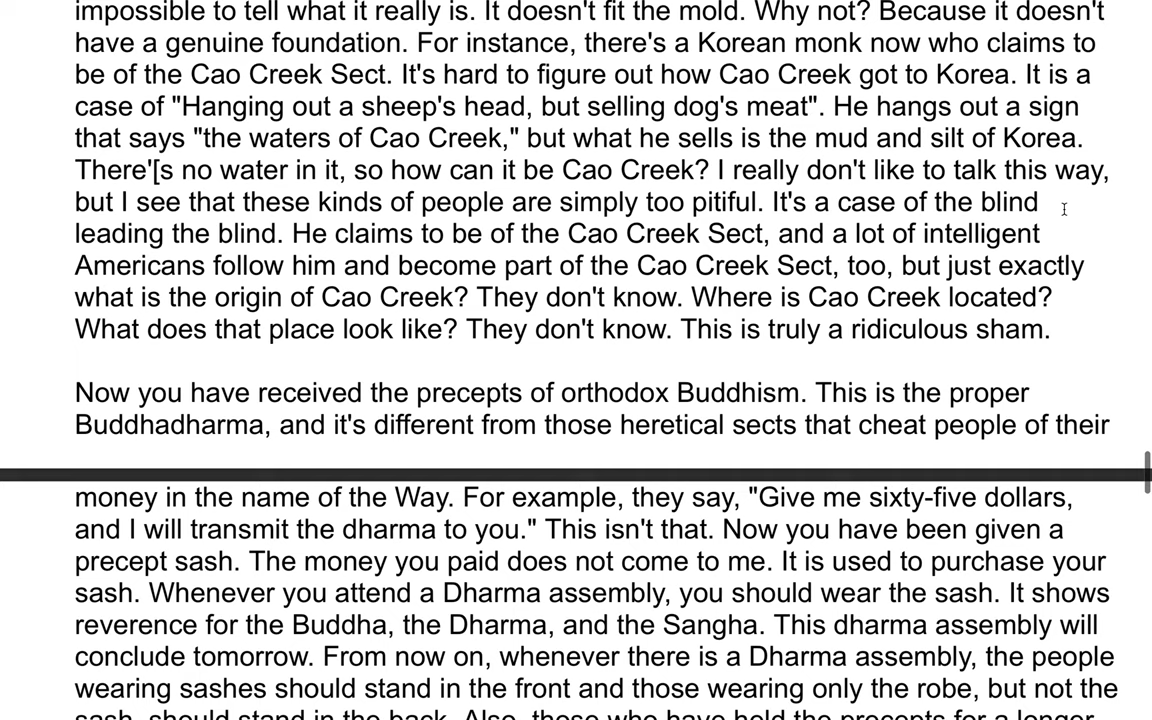 impossible to tell what it really is. It doesn't fit the mold. Why not? Because it doesn't
have a genuine foundation. For instance, there's a Korean monk now who claims to
be of the Cao Creek Sect. It's hard to figure out how Cao Creek got to Korea. It is a
case of "Hanging out a sheep's head, but selling dog's meat". He hangs out a sign
that says "the waters of Cao Creek," but what he sells is the mud and silt of Korea.
There'[s no water in it, so how can it be Cao Creek? I really don't like to talk this way,
but I see that these kinds of people are simply too pitiful. It's a case of the blind
leading the blind. He claims to be of the Cao Creek Sect, and a lot of intelligent
Americans follow him and become part of the Cao Creek Sect, too, but just exactly
what is the origin of Cao Creek? They don't know. Where is Cao Creek located?
What does that place look like? They don't know. This is truly a ridiculous sham.
Now you have received the precepts of orthodox Buddhism. This is the proper
Buddhadharma, and it's different from those heretical sects that cheat people of their
money in the name of the Way. For example, they say, "Give me sixty-five dollars,
and I will transmit the dharma to you." This isn't that. Now you have been given a
precept sash. The money you paid does not come to me. It is used to purchase your
sash. Whenever you attend a Dharma assembly, you should wear the sash. It shows
reverence for the Buddha, the Dharma, and the Sangha. This dharma assembly will
conclude tomorrow. From now on, whenever there is a Dharma assembly, the people
wearing sashes should stand in the front and those wearing only the robe, but not the
sash, should stand in the back. Also, those who have held the precepts for a longer